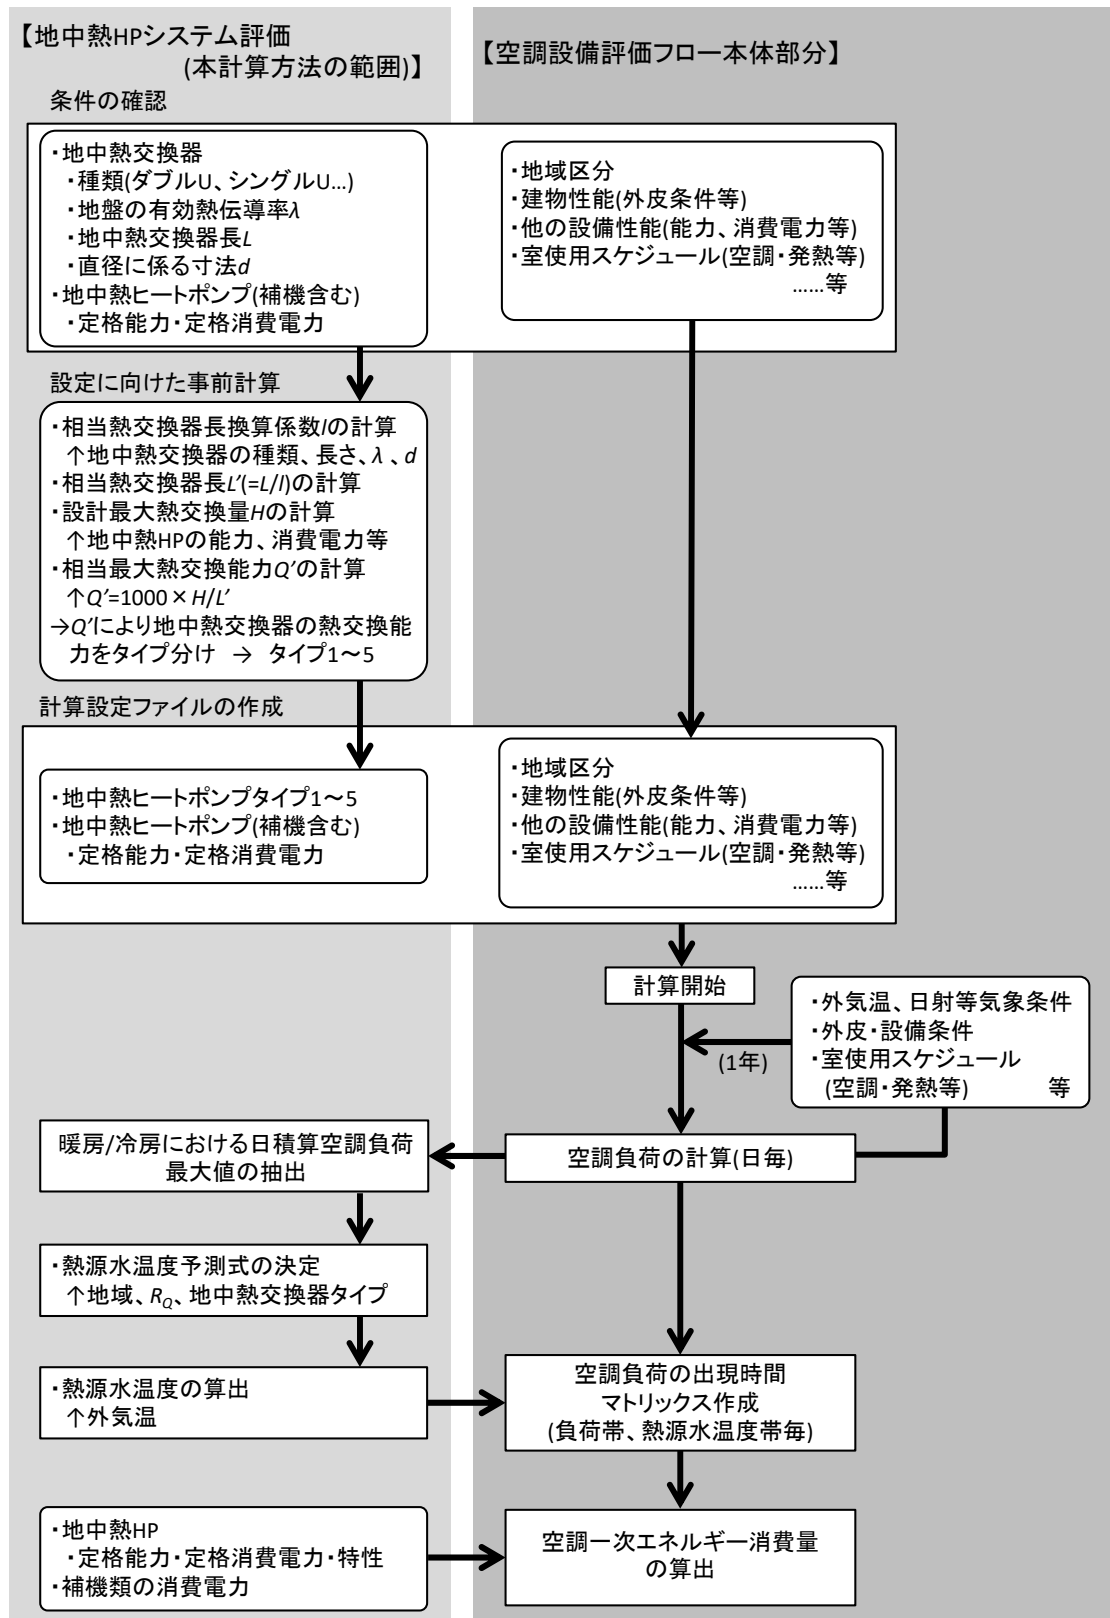 【地中熱HPシステム評価
(本計算方法の範囲)】
【空調設備評価フロー本体部分】
条件の確認
・地中熱交換器
・種類(ダブルU、シングルU…)
・地盤の有効熱伝導率λ
・地中熱交換器長L
・直径に係る寸法d
・地中熱ヒートポンプ(補機含む)
・定格能力・定格消費電力
・地域区分
・建物性能(外皮条件等)
・他の設備性能(能力、消費電力等)
・室使用スケジュール(空調・発熱等)
……等
設定に向けた事前計算
・相当熱交換器長換算係数lの計算
↑地中熱交換器の種類、長さ、λ、d
・相当熱交換器長L’(=L/l)の計算
・設計最大熱交換量Hの計算
↑地中熱HPの能力、消費電力等
・相当最大熱交換能力Q’の計算
↑Q’=1000×H/L’
→Q’により地中熱交換器の熱交換能
力をタイプ分け → タイプ1～5
計算設定ファイルの作成
・地中熱ヒートポンプタイプ1～5
・地中熱ヒートポンプ(補機含む)
・定格能力・定格消費電力
・地域区分
・建物性能(外皮条件等)
・他の設備性能(能力、消費電力等)
・室使用スケジュール(空調・発熱等)
……等
計算開始
・外気温、日射等気象条件
・外皮・設備条件
・室使用スケジュール
(空調・発熱等) 等
(1年)
暖房/冷房における日積算空調負荷
最大値の抽出
空調負荷の計算(日毎)
・熱源水温度予測式の決定
↑地域、RQ、地中熱交換器タイプ
・熱源水温度の算出
↑外気温
空調負荷の出現時間
マトリックス作成
(負荷帯、熱源水温度帯毎)
・地中熱HP
・定格能力・定格消費電力・特性
・補機類の消費電力
空調一次エネルギー消費量
の算出